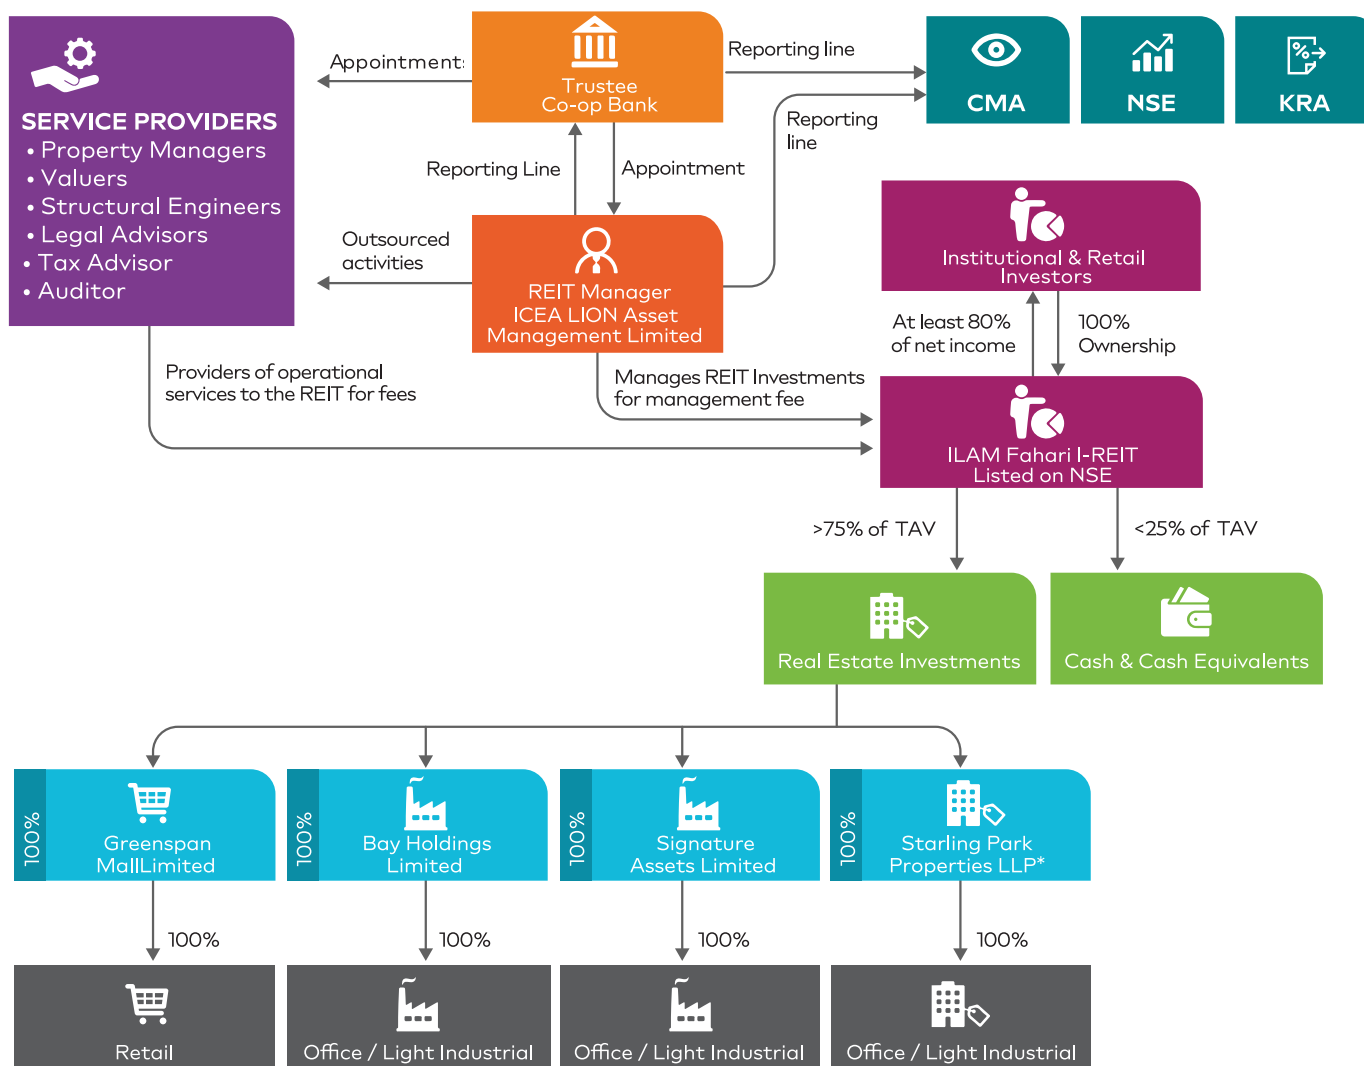 SERVICE PROVIDERS
• Property Managers
• Valuers
• Structural Engineers
• Legal Advisors
• Tax Advisor
• Auditor
Appointment:
Trustee
Co-op Bank
Reporting line
Reporting
line
CMA
NSE
KRA
Reporting Line
Appointment
Outsourced
activities
REIT Manager
ICEA LION Asset
Management Limited
Institutional & Retail
Investors
At least 80%
of net income
100%
Ownership
Providers of operational
services to the REIT for fees
Manages REIT Investments
for management fee
ILAM Fahari I-REIT
Listed on NSE
>75% of TAV
<25% of TAV
Real Estate Investments
Cash & Cash Equivalents
100%
Greenspan
MallLimited
100%
Bay Holdings
Limited
100%
Signature
Assets Limited
100%
Starling Park
Properties LLP*
100%
100%
100%
100%
Retail
Office / Light Industrial
Office / Light Industrial
Office / Light Industrial